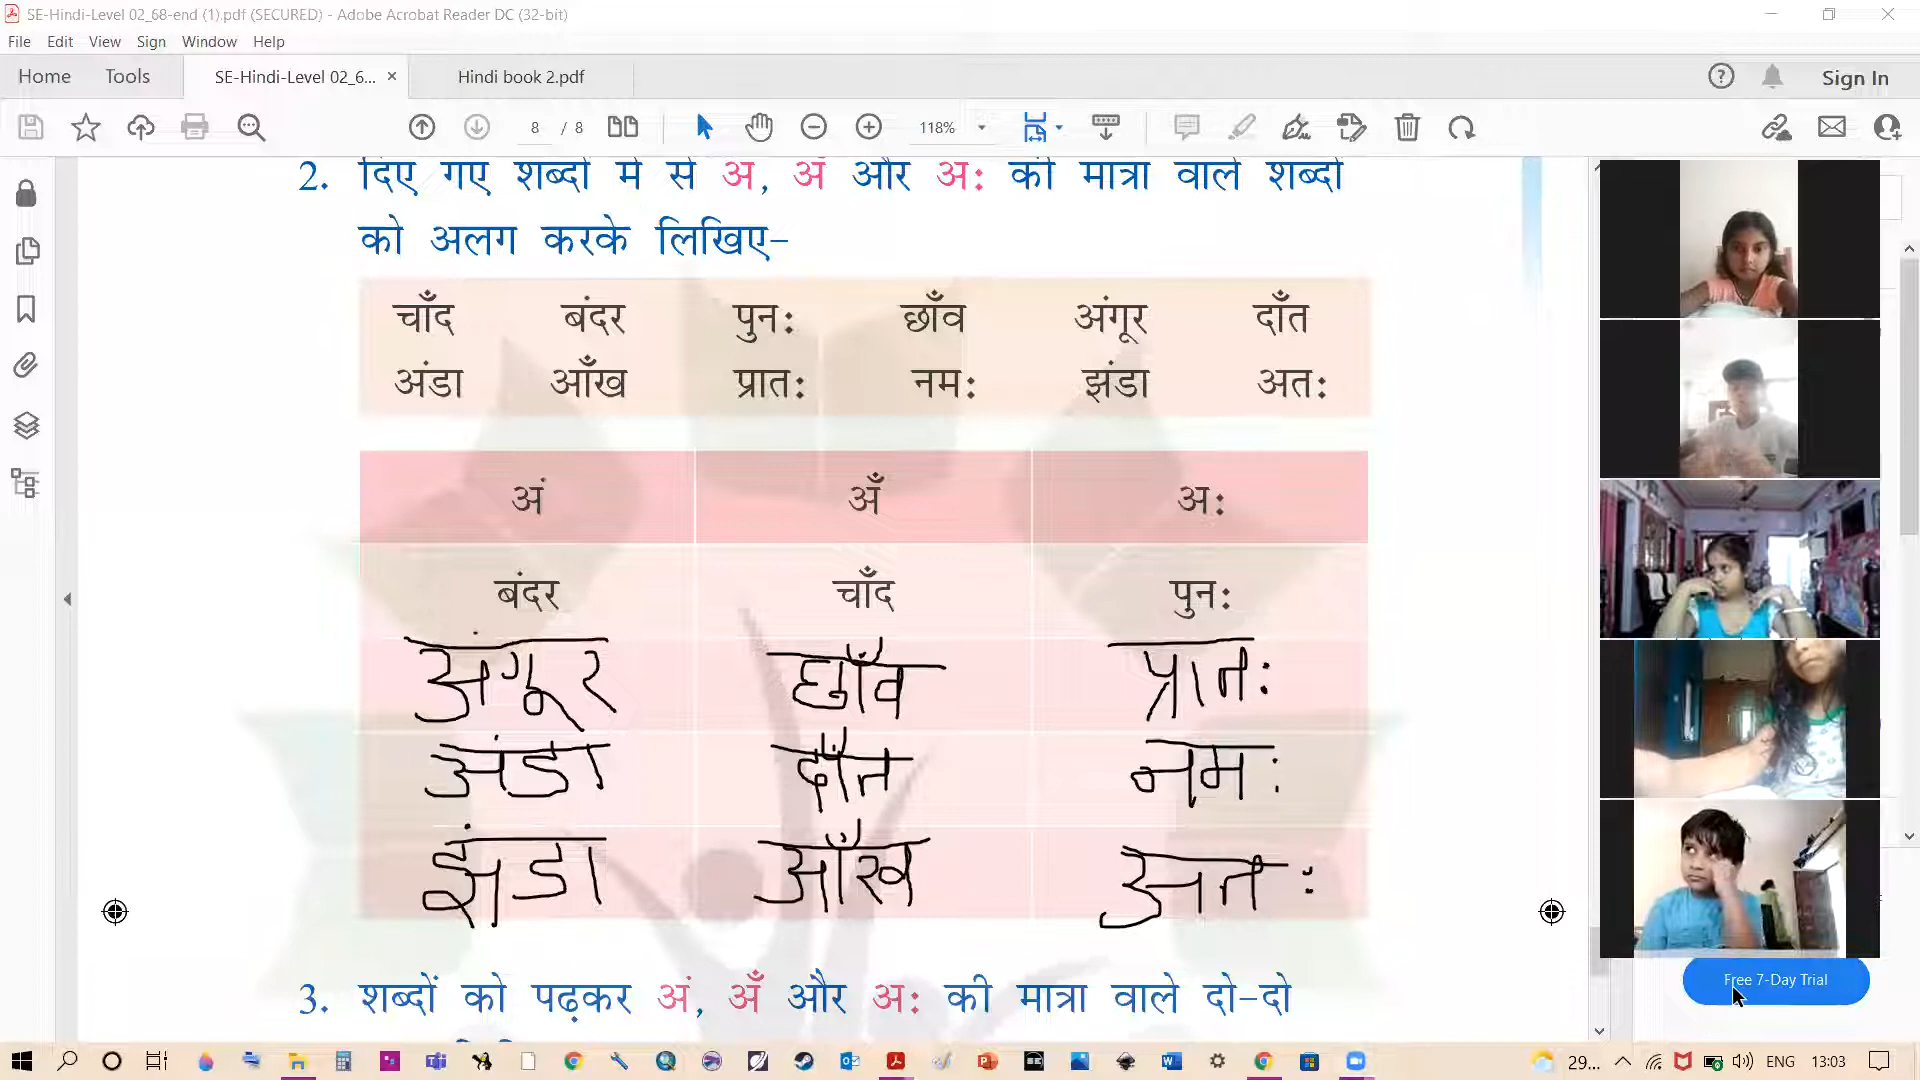 SE-Hindi-Level 02_68-end (1).pdf (SECURED) - Adobe Acrobat Reader DC (32-bit)
File Edit View Sign Window Help
Home Tools SE-Hindi-Level 02_6... × Hindi book 2.pdf Sign In
8 / 8 118%
2. दिए गए शब्दों में से अं, अँ और अः की मात्रा वाले शब्दों
को अलग करके लिखिए-
चाँद बंदर पुनः छाँव अंगूर दाँत
अंडा आँख प्रातः नमः झंडा अतः
अं अँ अः
बंदर चाँद पुनः
अंगूर छाँव प्रातः
अंडा दाँत नमः
झंडा आँख अतः
3. शब्दों को पढ़कर अं, अँ और अः की मात्रा वाले दो-दो
Free 7-Day Trial
29... ENG 13:03